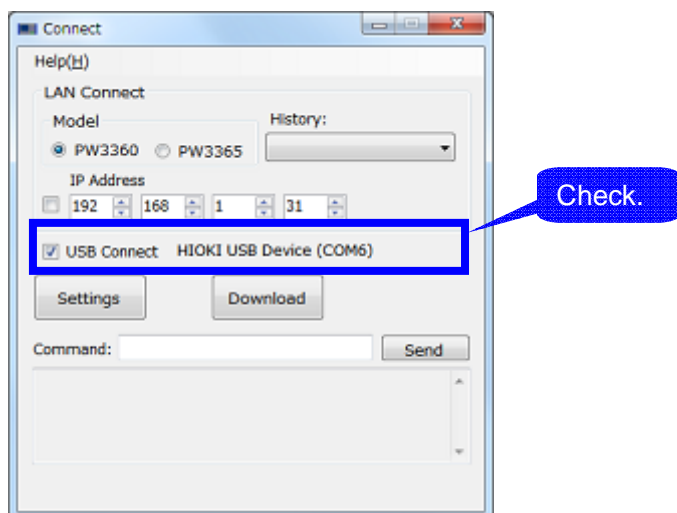 Connect
Help(H)
LAN Connect
Model
History:
PW3360 PW3365
IP Address
192 168 1 31
Check.
USB Connect HIOKI USB Device (COM6)
Settings Download
Command: Send